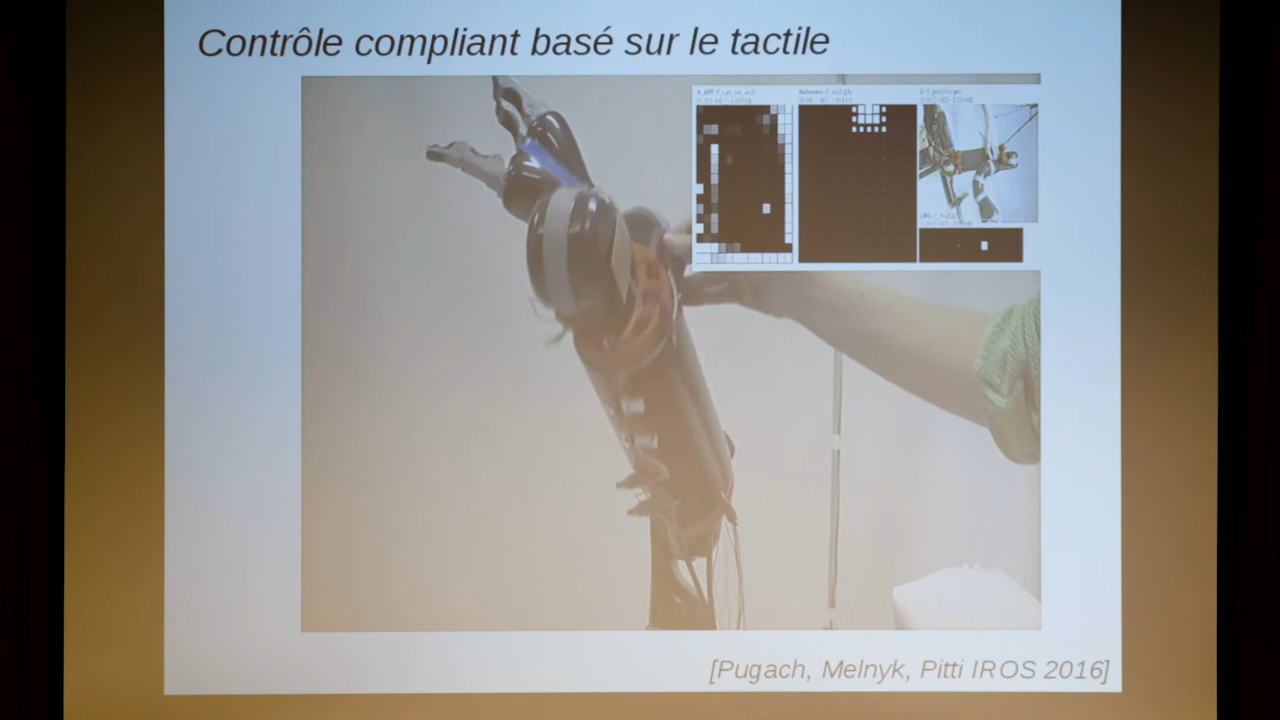 Contrôle compliant basé sur le tactile
[Pugach, Melnyk, Pitti IROS 2016]